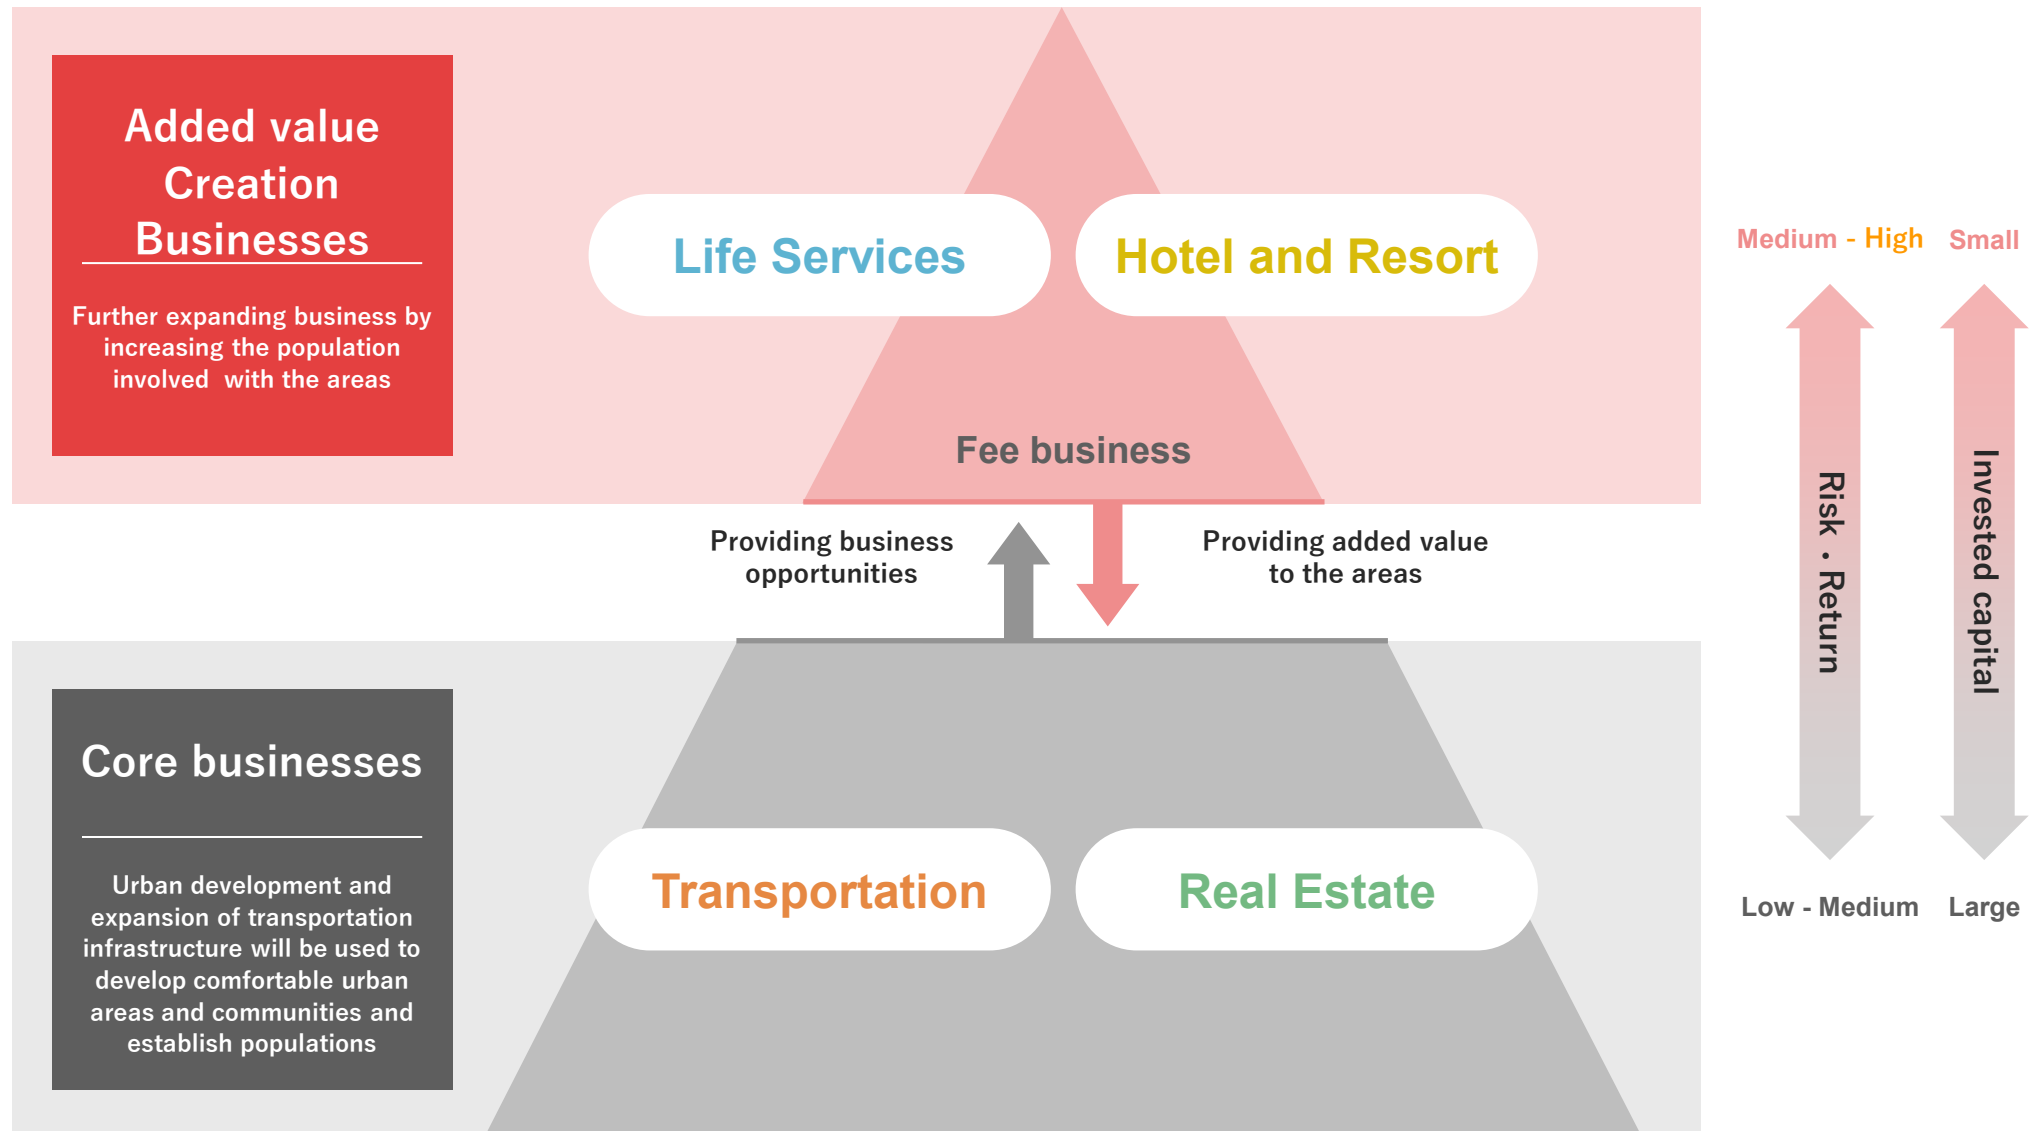 Added value
Creation
Businesses
Further expanding business by
increasing the population
involved with the areas
Life Services
Hotel and Resort
Fee business
Providing business
opportunities
Providing added value
to the areas
Core businesses
Urban development and
expansion of transportation
infrastructure will be used to
develop comfortable urban
areas and communities and
establish populations
Transportation
Real Estate
Medium - High
Small
Risk・Return
Invested capital
Low - Medium
Large